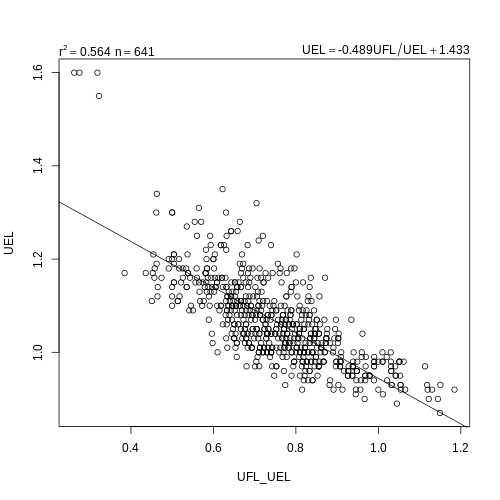 r² = 0.564 n = 641
UEL = -0.489UFL/UEL + 1.433
1.6
1.4
1.2
1.0
UEL
0.4 0.6 0.8 1.0 1.2
UFL_UEL